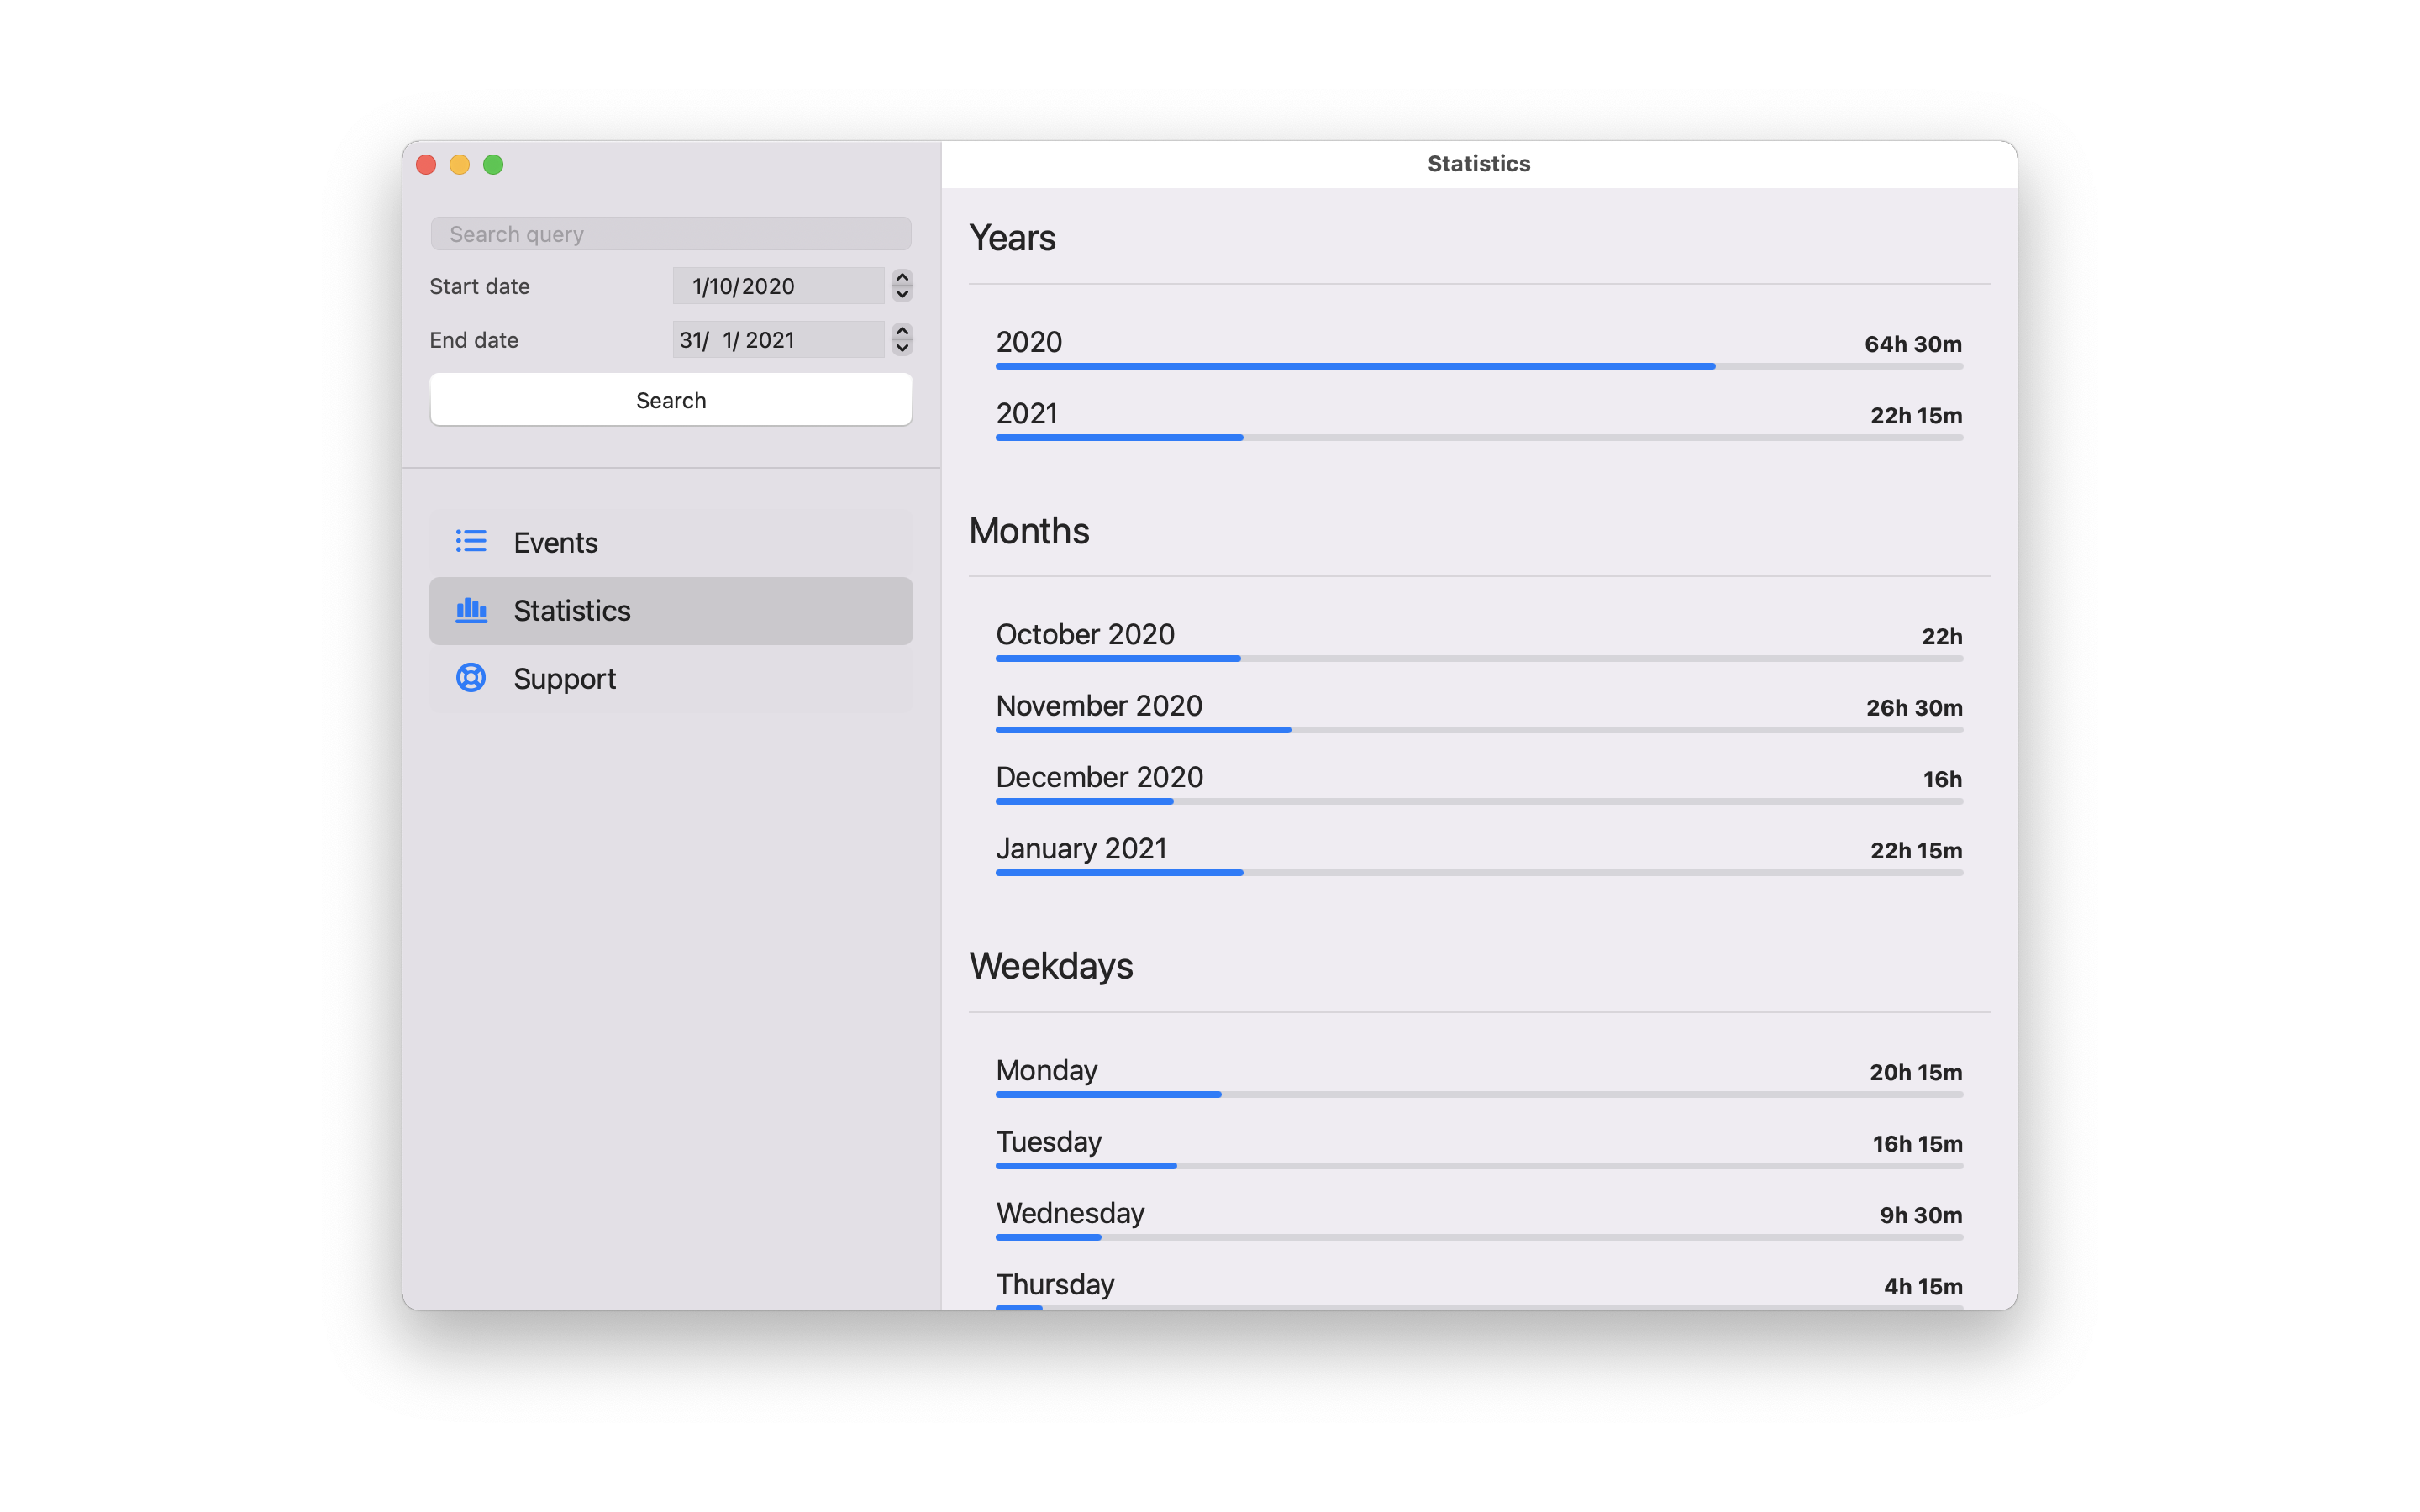 Search query
Start date 1/10/2020
End date 31/ 1/ 2021
Search
Events
Statistics
Support
Statistics
Years
2020 64h 30m
2021 22h 15m
Months
October 2020 22h
November 2020 26h 30m
December 2020 16h
January 2021 22h 15m
Weekdays
Monday 20h 15m
Tuesday 16h 15m
Wednesday 9h 30m
Thursday 4h 15m